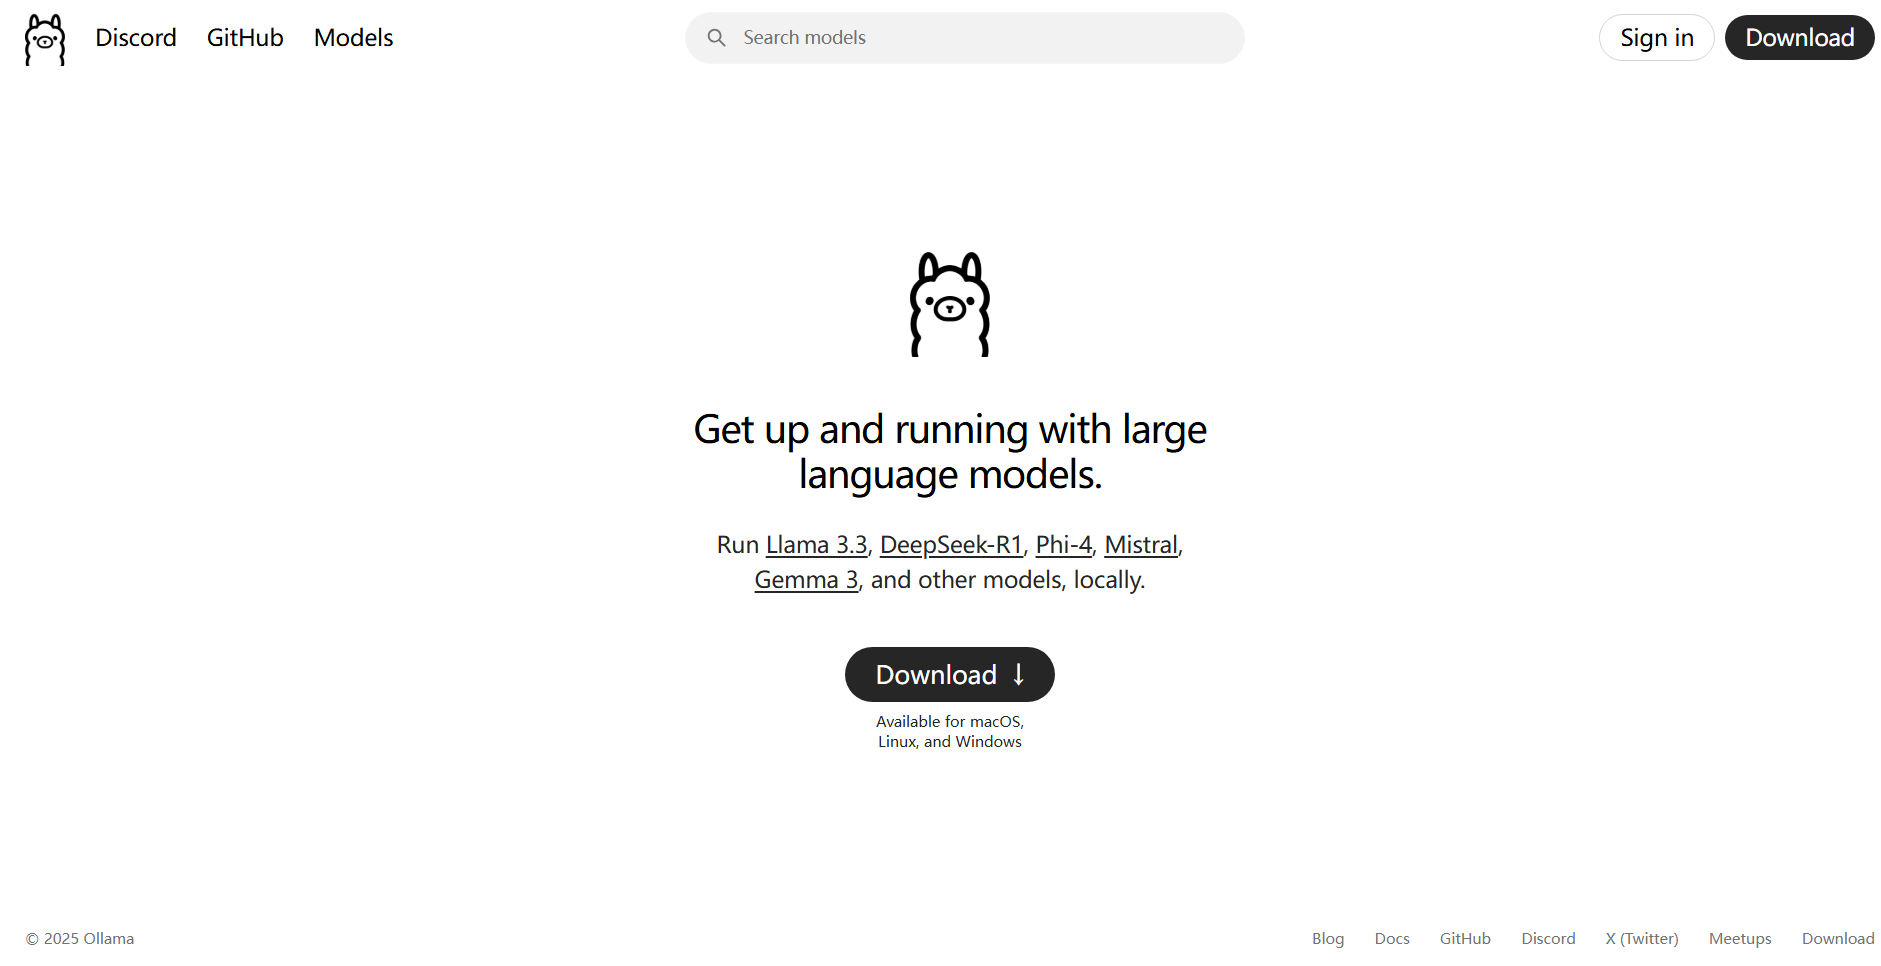 Discord GitHub Models Search models Sign in Download
Get up and running with large
language models.
Run Llama 3.3, DeepSeek-R1, Phi-4, Mistral,
Gemma 3, and other models, locally.
Download ↓
Available for macOS,
Linux, and Windows
© 2025 Ollama Blog Docs GitHub Discord X (Twitter) Meetups Download